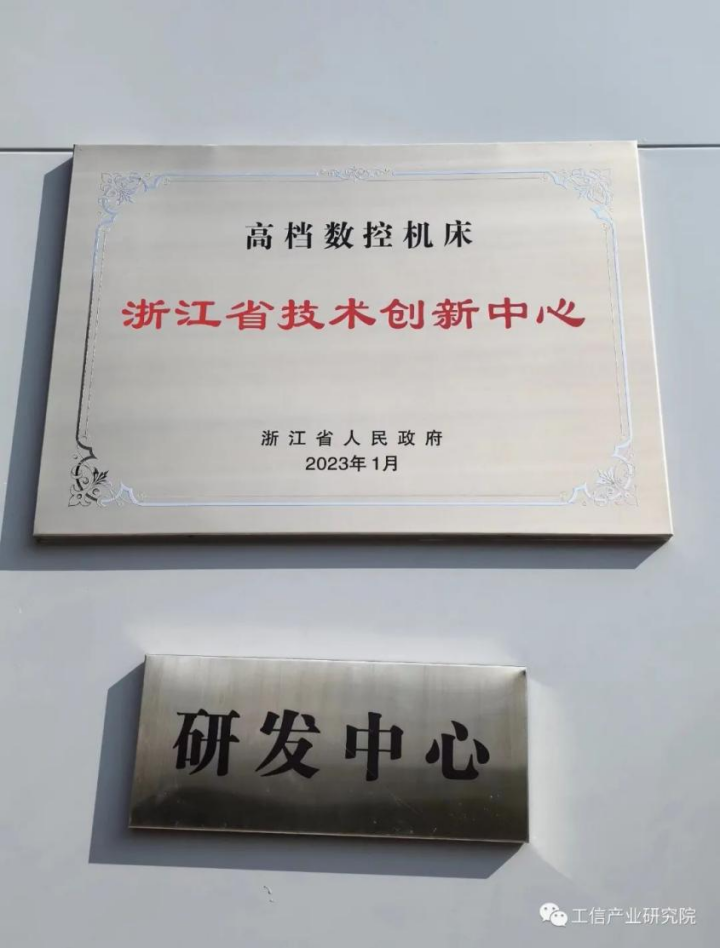 高档数控机床
浙江省技术创新中心
浙江省人民政府
2023年1月
研发中心
工信产业研究院